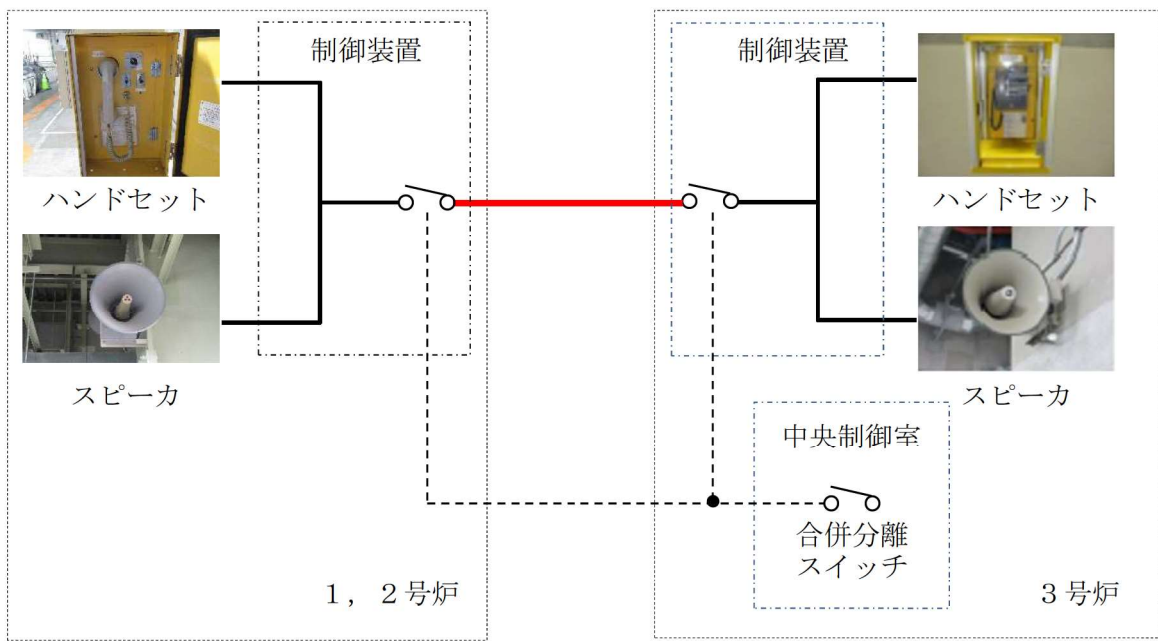 制御装置
制御装置
ハンドセット
ハンドセット
スピーカ
スピーカ
中央制御室
合併分離
スイッチ
１，２号炉
３号炉